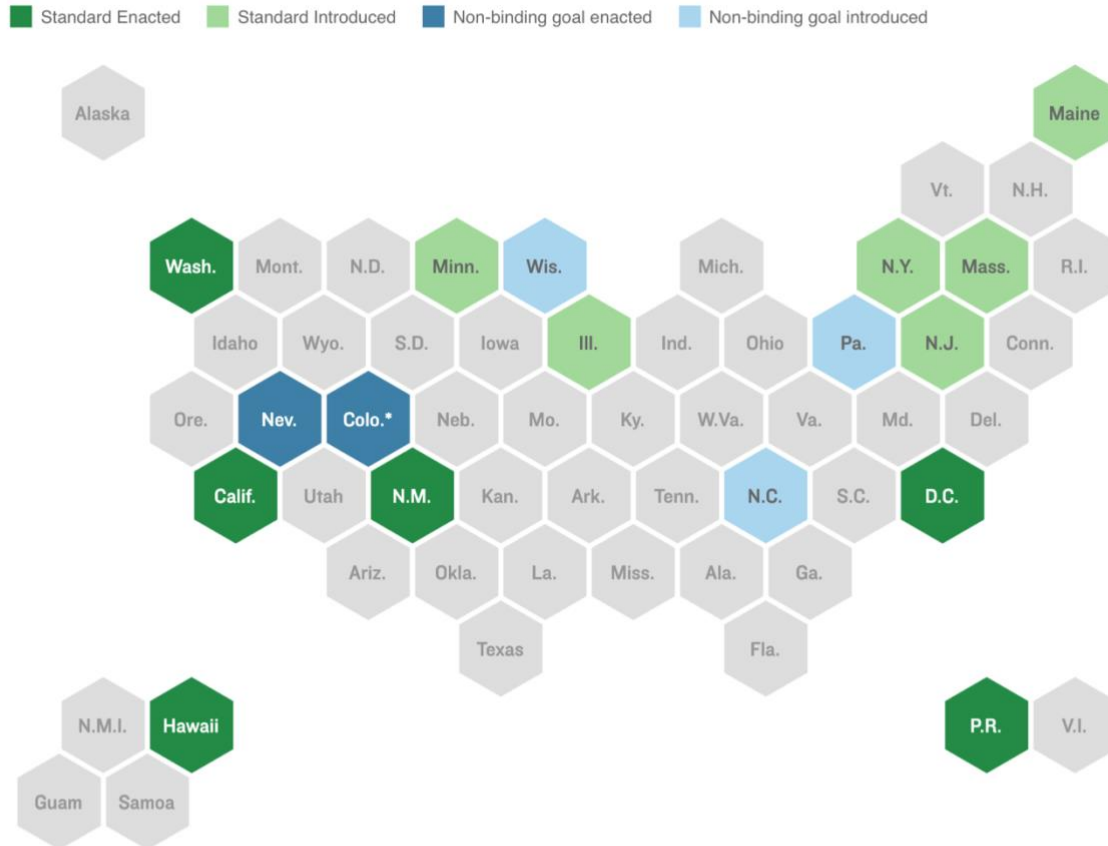 Standard Enacted Standard Introduced Non-binding goal enacted Non-binding goal introduced
Alaska Maine
Vt. N.H.
Wash. Mont. N.D. Minn. Wis. Mich. N.Y. Mass. R.I.
Idaho Wyo. S.D. Iowa Ill. Ind. Ohio Pa. N.J. Conn.
Ore. Nev. Colo.* Neb. Mo. Ky. W.Va. Va. Md. Del.
Calif. Utah N.M. Kan. Ark. Tenn. N.C. S.C. D.C.
Ariz. Okla. La. Miss. Ala. Ga.
Texas Fla.
N.M.I. Hawaii P.R. V.I.
Guam Samoa